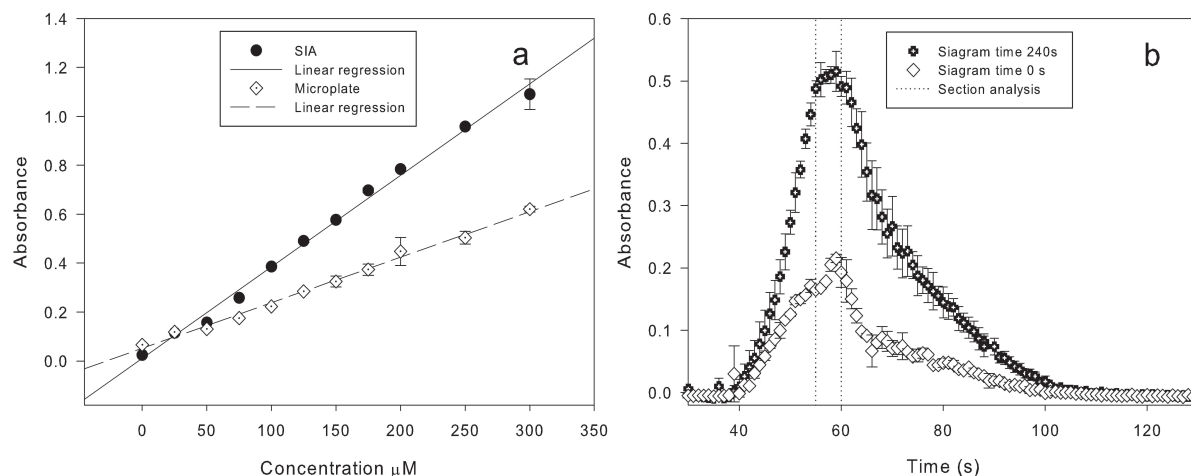 a
SIA
Linear regression
Microplate
Linear regression
1.4
1.2
1.0
0.8
0.6
0.4
0.2
0.0
Absorbance
0 50 100 150 200 250 300 350
Concentration μM
b
Siagram time 240s
Siagram time 0 s
Section analysis
0.6
0.5
0.4
0.3
0.2
0.1
0.0
Absorbance
40 60 80 100 120
Time (s)